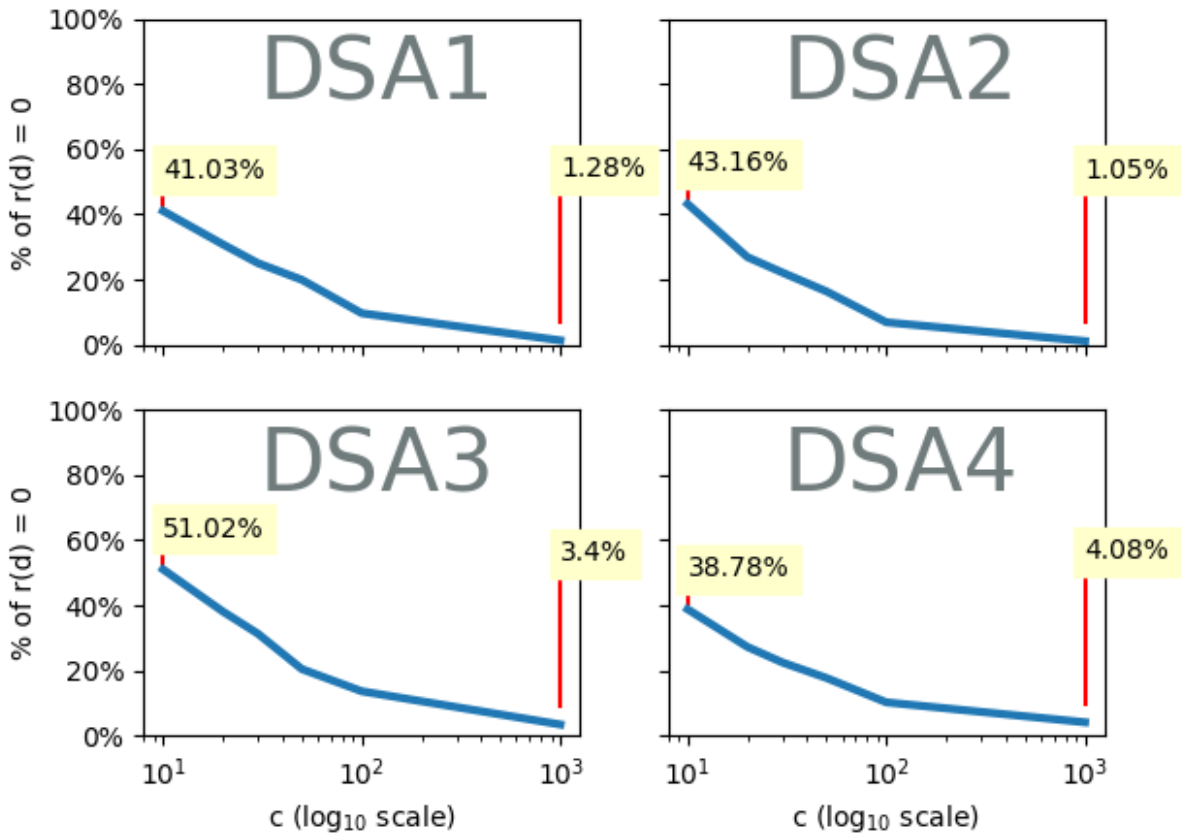 100%
80%
60%
40%
20%
0%
% of r(d) = 0
DSA1
41.03%
1.28%
DSA2
43.16%
1.05%
100%
80%
60%
40%
20%
0%
% of r(d) = 0
DSA3
51.02%
3.4%
10¹ 10² 10³
c (log₁₀ scale)
DSA4
38.78%
4.08%
10¹ 10² 10³
c (log₁₀ scale)